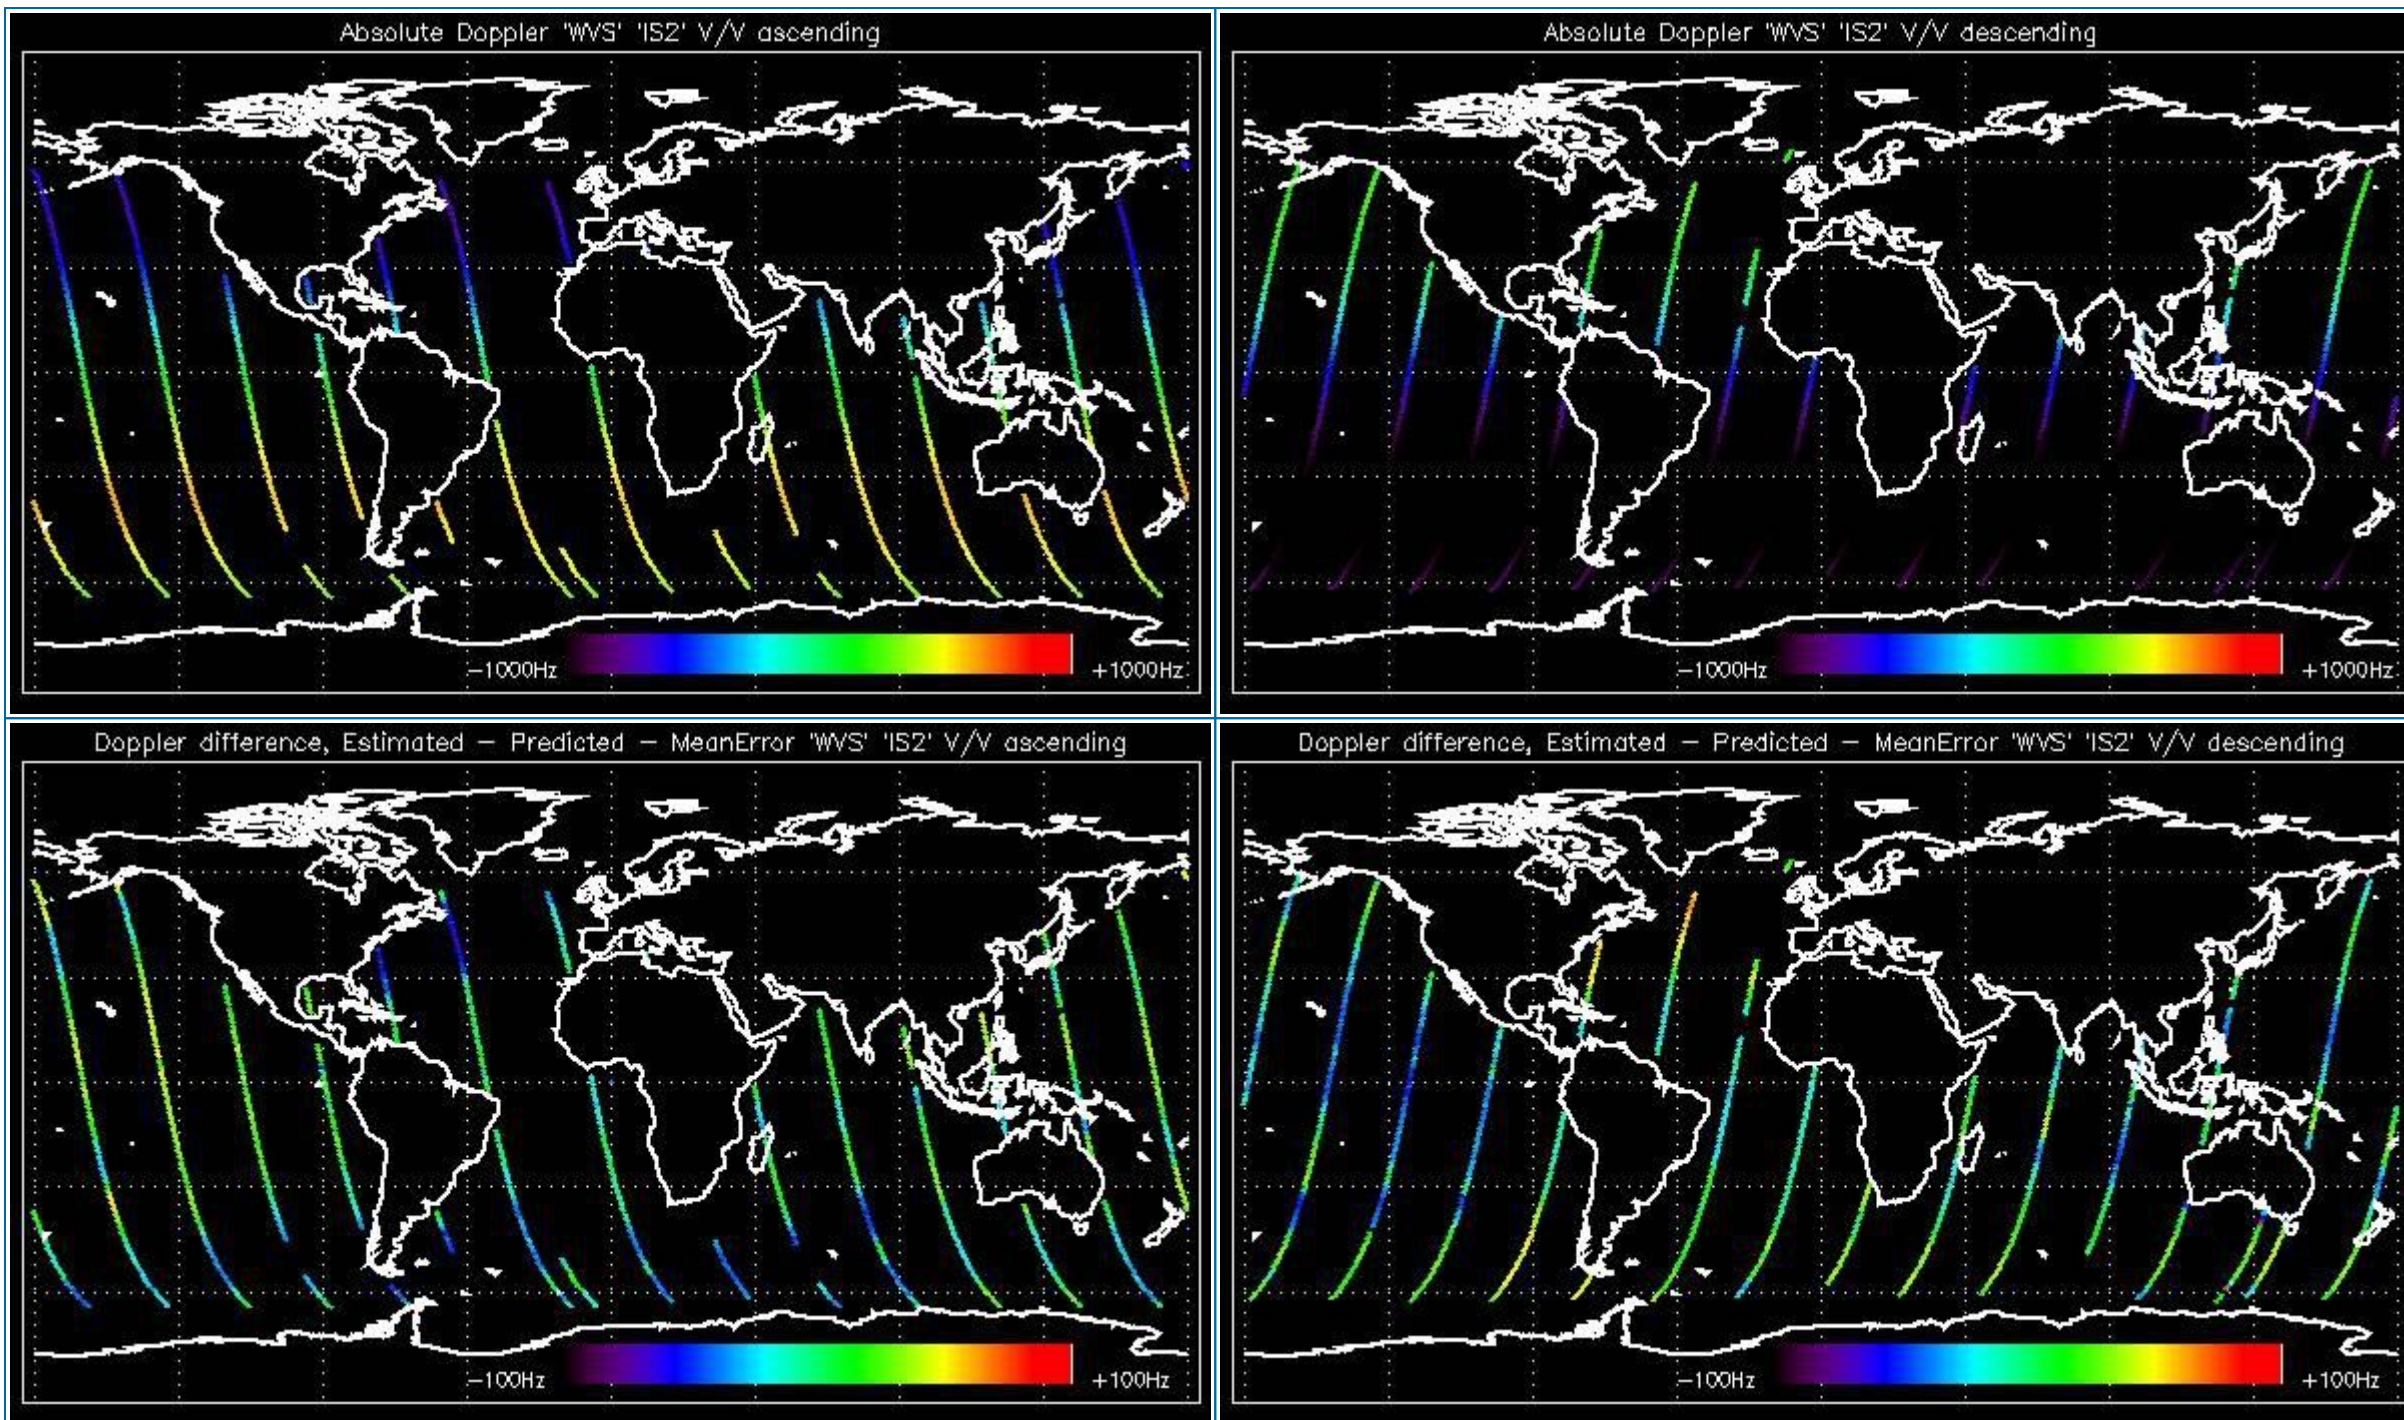 Absolute Doppler 'WVS' 'IS2' V/V ascending
-1000Hz
+1000Hz
Absolute Doppler 'WVS' 'IS2' V/V descending
-1000Hz
+1000Hz
Doppler difference, Estimated - Predicted - MeanError 'WVS' 'IS2' V/V ascending
-100Hz
+100Hz
Doppler difference, Estimated - Predicted - MeanError 'WVS' 'IS2' V/V descending
-100Hz
+100Hz